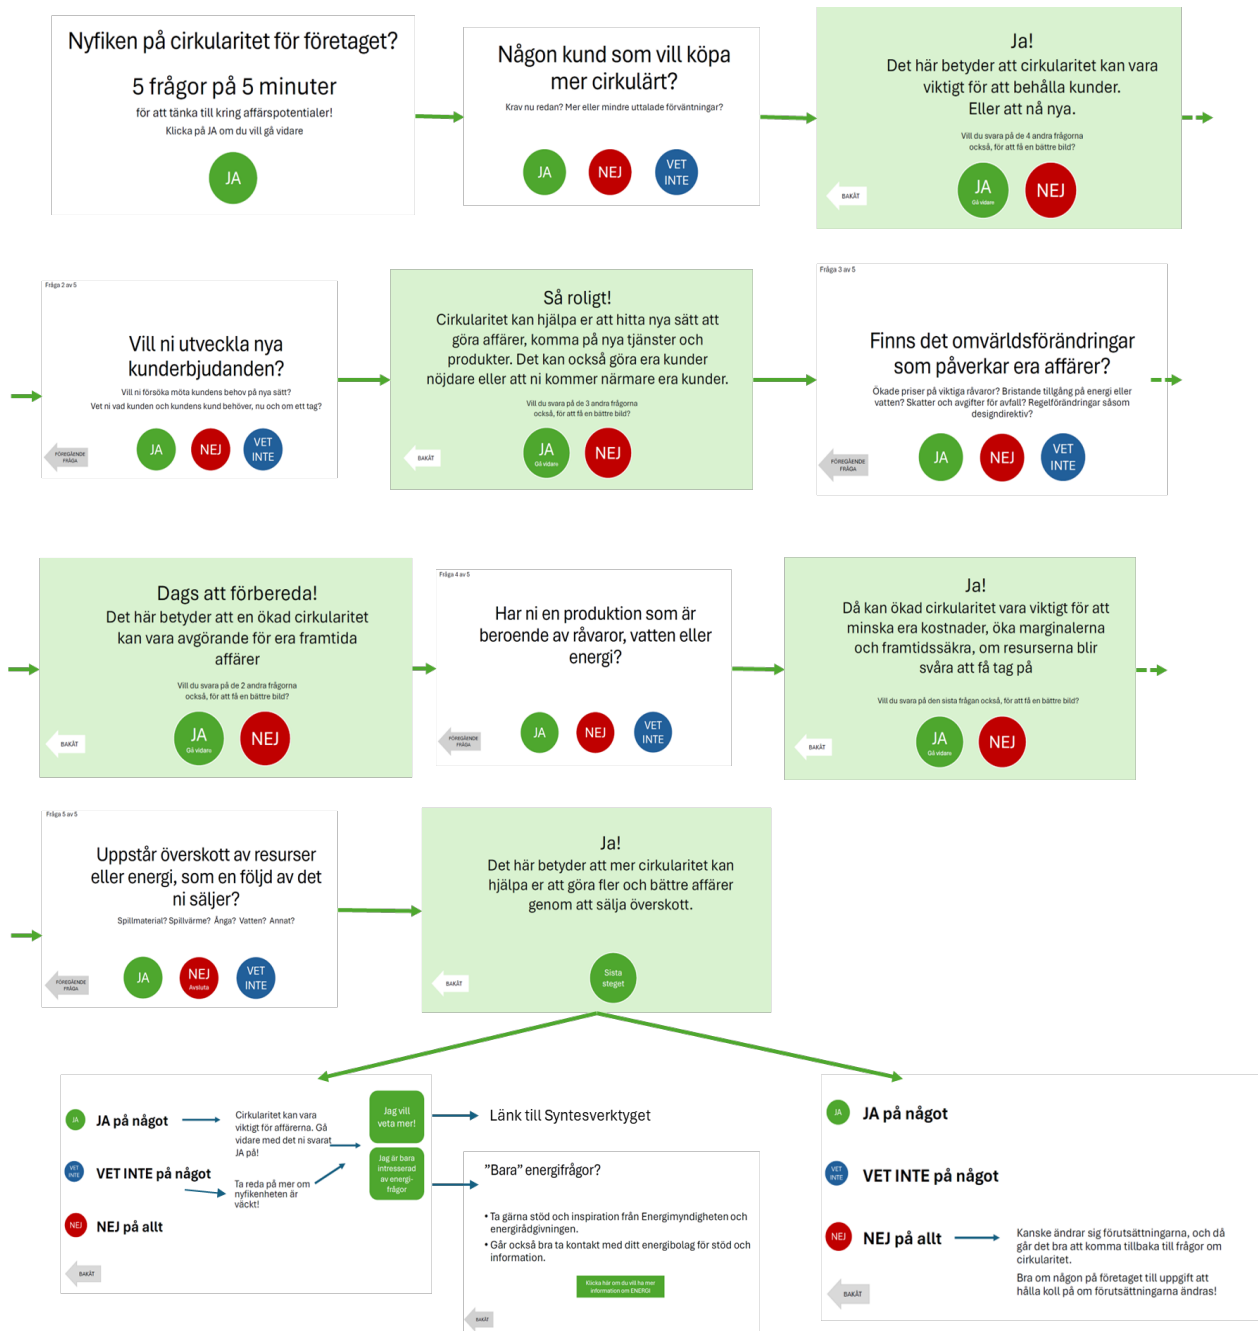 Nyfiken på cirkularitet för företaget?
5 frågor på 5 minuter
för att tänka till kring affärspotentialer!
Klicka på JA om du vill gå vidare
JA
Någon kund som vill köpa
mer cirkulärt?
Krav nu redan? Mer eller mindre uttalade förväntningar?
JA
NEJ
VET
INTE
Ja!
Det här betyder att cirkularitet kan vara
viktigt för att behålla kunder.
Eller att nå nya.
Vill du svara på de 4 andra frågorna
också, för att få en bättre bild?
BAKÅT
JA
Gå vidare
NEJ
Fråga 2 av 5
Vill ni utveckla nya
kunderbjudanden?
Vill ni försöka möta kundens behov på nya sätt?
Vet ni vad kunden och kundens kund behöver, nu och om ett tag?
FÖREGÅENDE
FRÅGA
JA
NEJ
VET
INTE
Så roligt!
Cirkularitet kan hjälpa er att hitta nya sätt att
göra affärer, komma på nya tjänster och
produkter. Det kan också göra era kunder
nöjdare eller att ni kommer närmare era kunder.
Vill du svara på de 3 andra frågorna
också, för att få en bättre bild?
BAKÅT
JA
Gå vidare
NEJ
Fråga 3 av 5
Finns det omvärldsförändringar
som påverkar era affärer?
Ökade priser på viktiga råvaror? Bristande tillgång på energi eller
vatten? Skatter och avgifter för avfall? Regelförändringar såsom
designdirektiv?
FÖREGÅENDE
FRÅGA
JA
NEJ
VET
INTE
Dags att förbereda!
Det här betyder att en ökad cirkularitet
kan vara avgörande för era framtida
affärer
Vill du svara på de 2 andra frågorna
också, för att få en bättre bild?
BAKÅT
JA
Gå vidare
NEJ
Fråga 4 av 5
Har ni en produktion som är
beroende av råvaror, vatten eller
energi?
FÖREGÅENDE
FRÅGA
JA
NEJ
VET
INTE
Ja!
Då kan ökad cirkularitet vara viktigt för att
minska era kostnader, öka marginalerna
och framtidssäkra, om resurserna blir
svåra att få tag på
Vill du svara på den sista frågan också, för att få en bättre bild?
BAKÅT
JA
Gå vidare
NEJ
Fråga 5 av 5
Uppstår överskott av resurser
eller energi, som en följd av det
ni säljer?
Spillmaterial? Spillvärme? Ånga? Vatten? Annat?
FÖREGÅENDE
FRÅGA
JA
NEJ
Avsluta
VET
INTE
Ja!
Det här betyder att mer cirkularitet kan
hjälpa er att göra fler och bättre affärer
genom att sälja överskott.
BAKÅT
Sista
steget
JA
JA på något
Cirkularitet kan vara
viktigt för affärerna. Gå
vidare med det ni svarat
JA på!
VET
INTE
VET INTE på något
Ta reda på mer om
nyfikenheten är
väckt!
NEJ
NEJ på allt
BAKÅT
Jag vill
veta mer!
Jag är bara
intresserad
av energi-
frågor
Länk till Syntesverktyget
”Bara” energifrågor?
• Ta gärna stöd och inspiration från Energimyndigheten och
energirådgivningen.
• Går också bra ta kontakt med ditt energibolag för stöd och
information.
Klicka här om du vill ha mer
information om ENERGI
BAKÅT
JA
JA på något
VET
INTE
VET INTE på något
NEJ
NEJ på allt
Kanske ändrar sig förutsättningarna, och då
går det bra att komma tillbaka till frågor om
cirkularitet.
Bra om någon på företaget till uppgift att
hålla koll på om förutsättningarna ändras!
BAKÅT